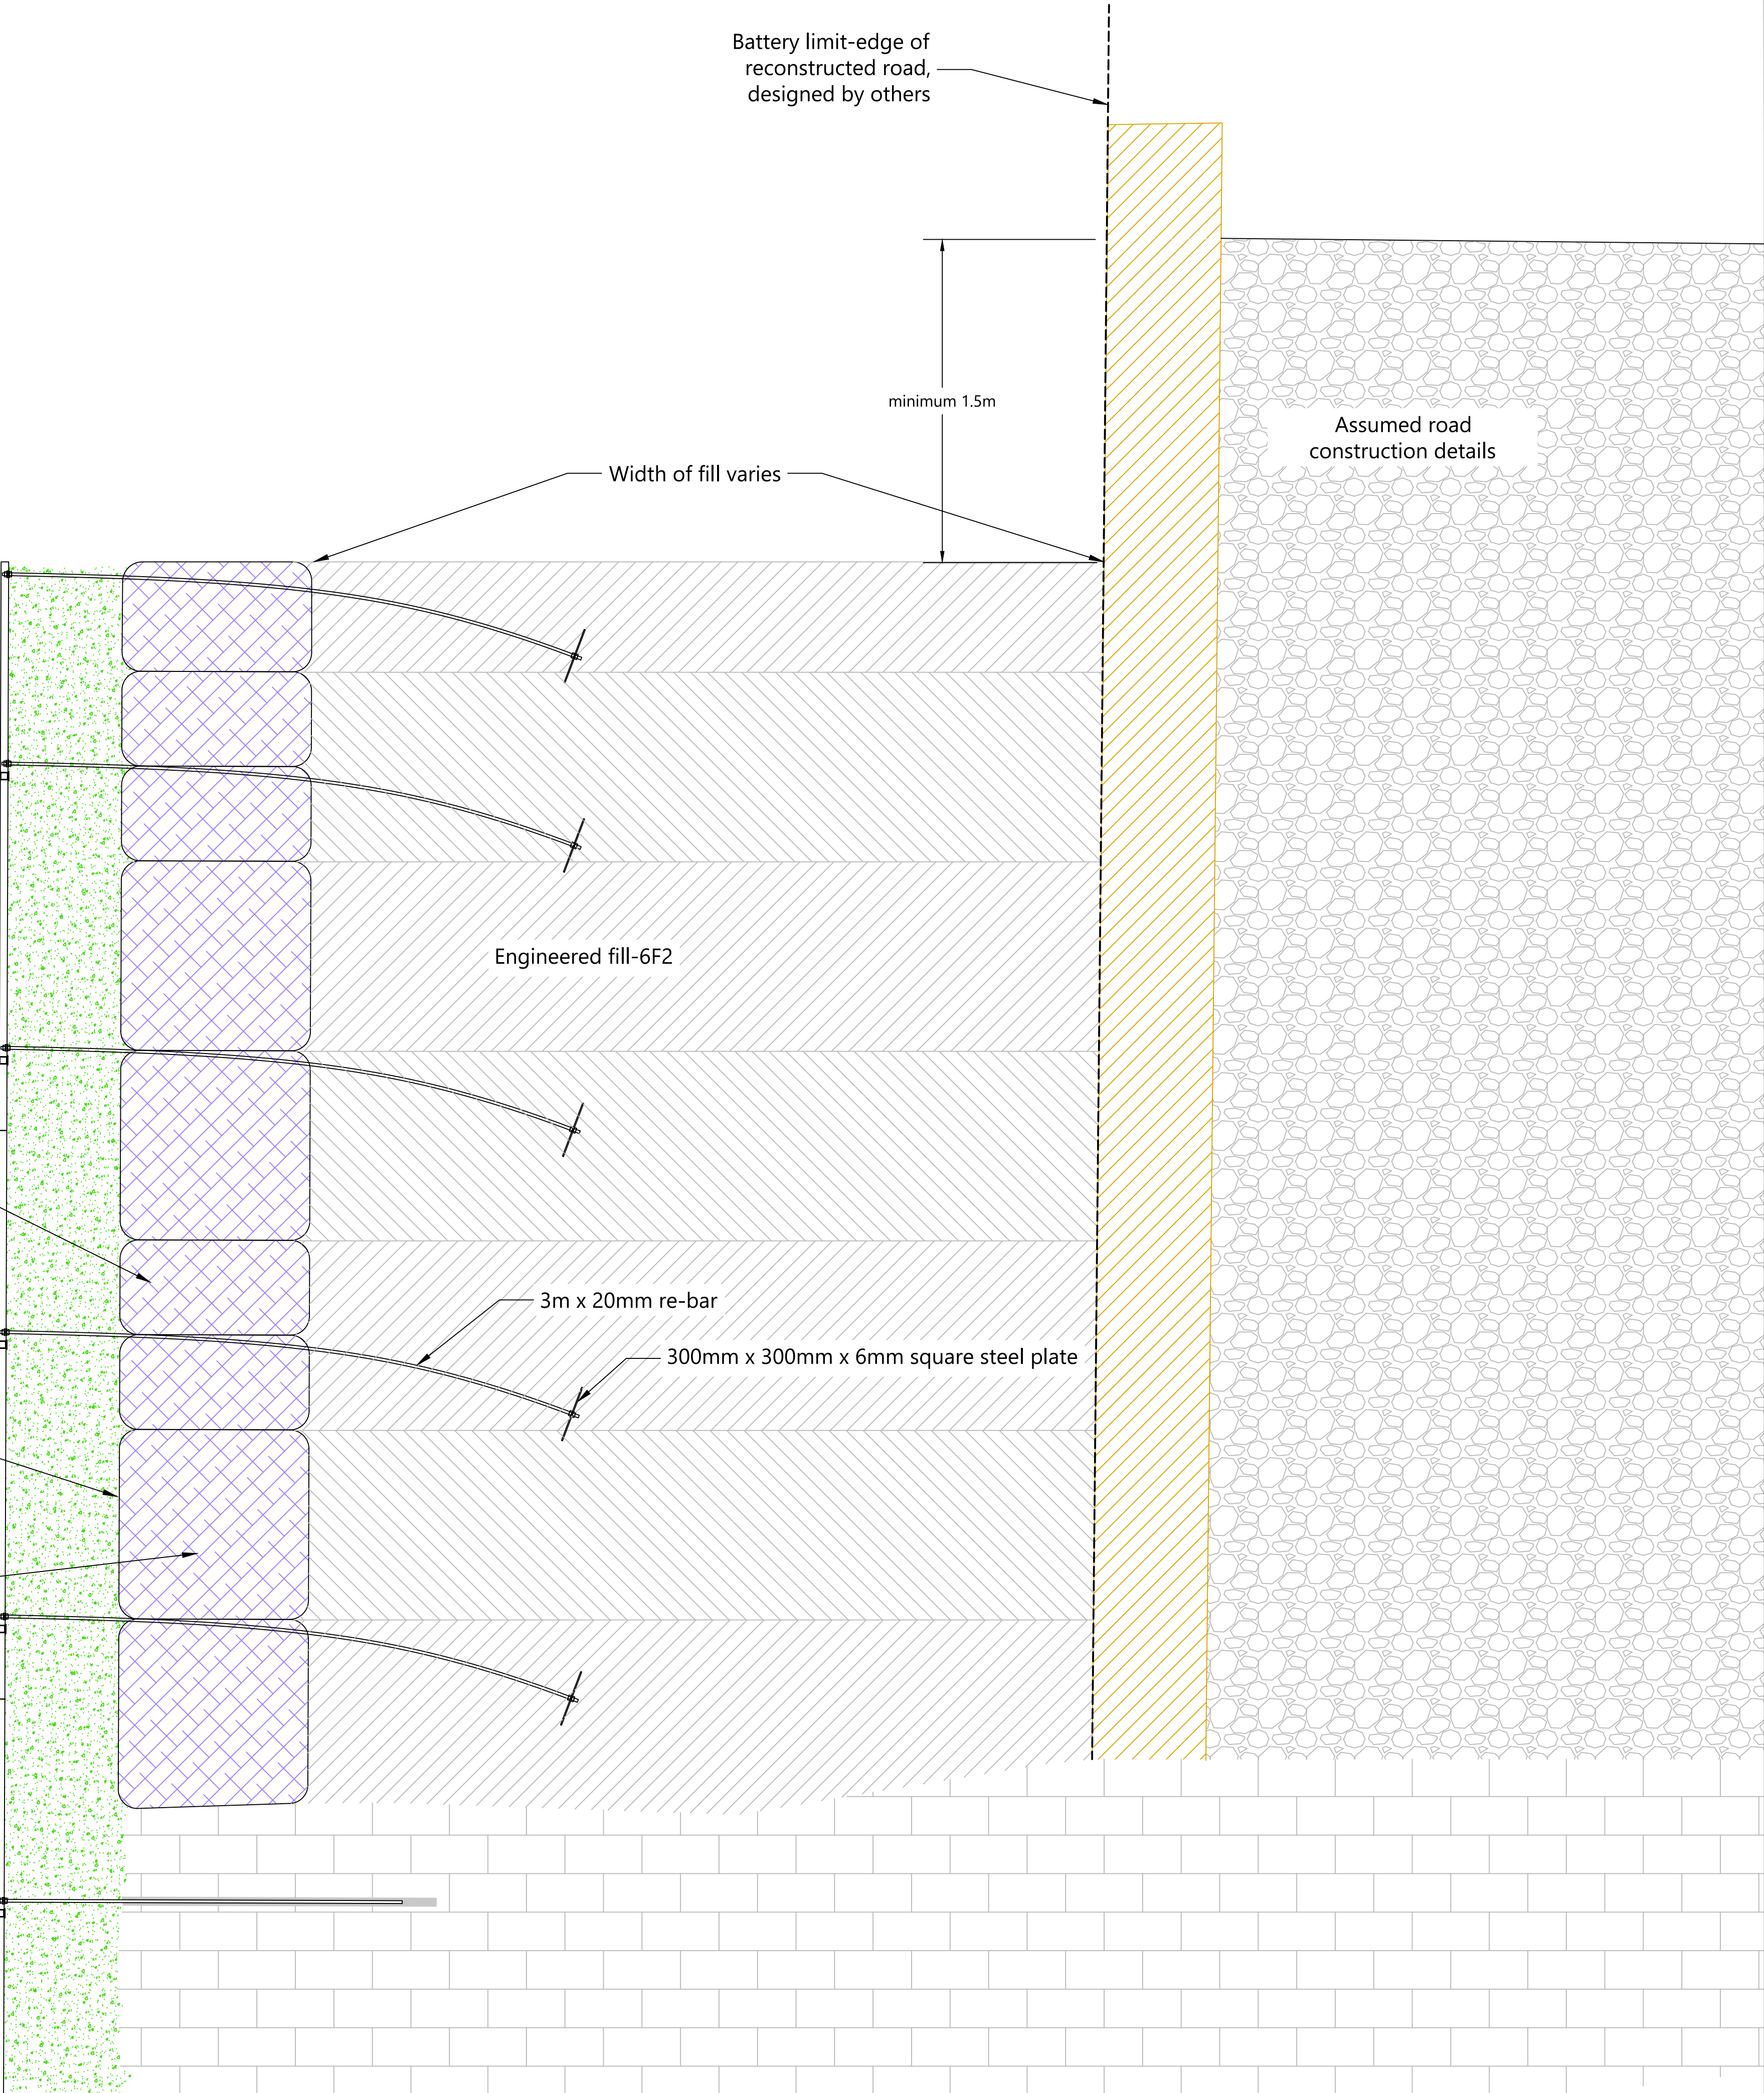 Battery limit-edge of
reconstructed road,
designed by others
minimum 1.5m
Assumed road
construction details
Width of fill varies
Engineered fill-6F2
3m x 20mm re-bar
300mm x 300mm x 6mm square steel plate